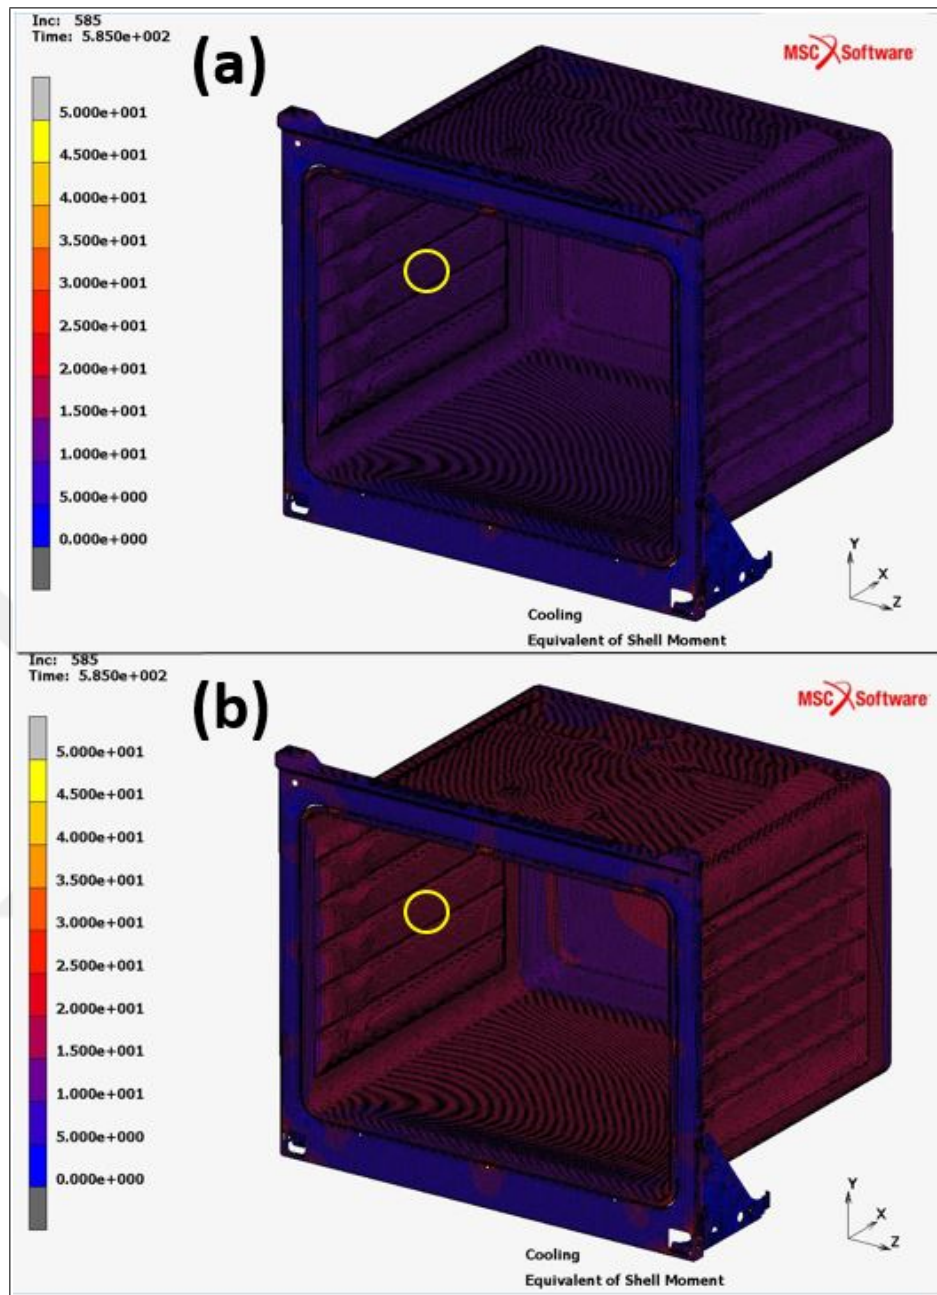 Inc: 585
Time: 5.850e+002
(a)
MSC Software
5.000e+001
4.500e+001
4.000e+001
3.500e+001
3.000e+001
2.500e+001
2.000e+001
1.500e+001
1.000e+001
5.000e+000
0.000e+000
Y
X
Z
Cooling
Equivalent of Shell Moment
Inc: 585
Time: 5.850e+002
(b)
MSC Software
5.000e+001
4.500e+001
4.000e+001
3.500e+001
3.000e+001
2.500e+001
2.000e+001
1.500e+001
1.000e+001
5.000e+000
0.000e+000
Y
X
Z
Cooling
Equivalent of Shell Moment